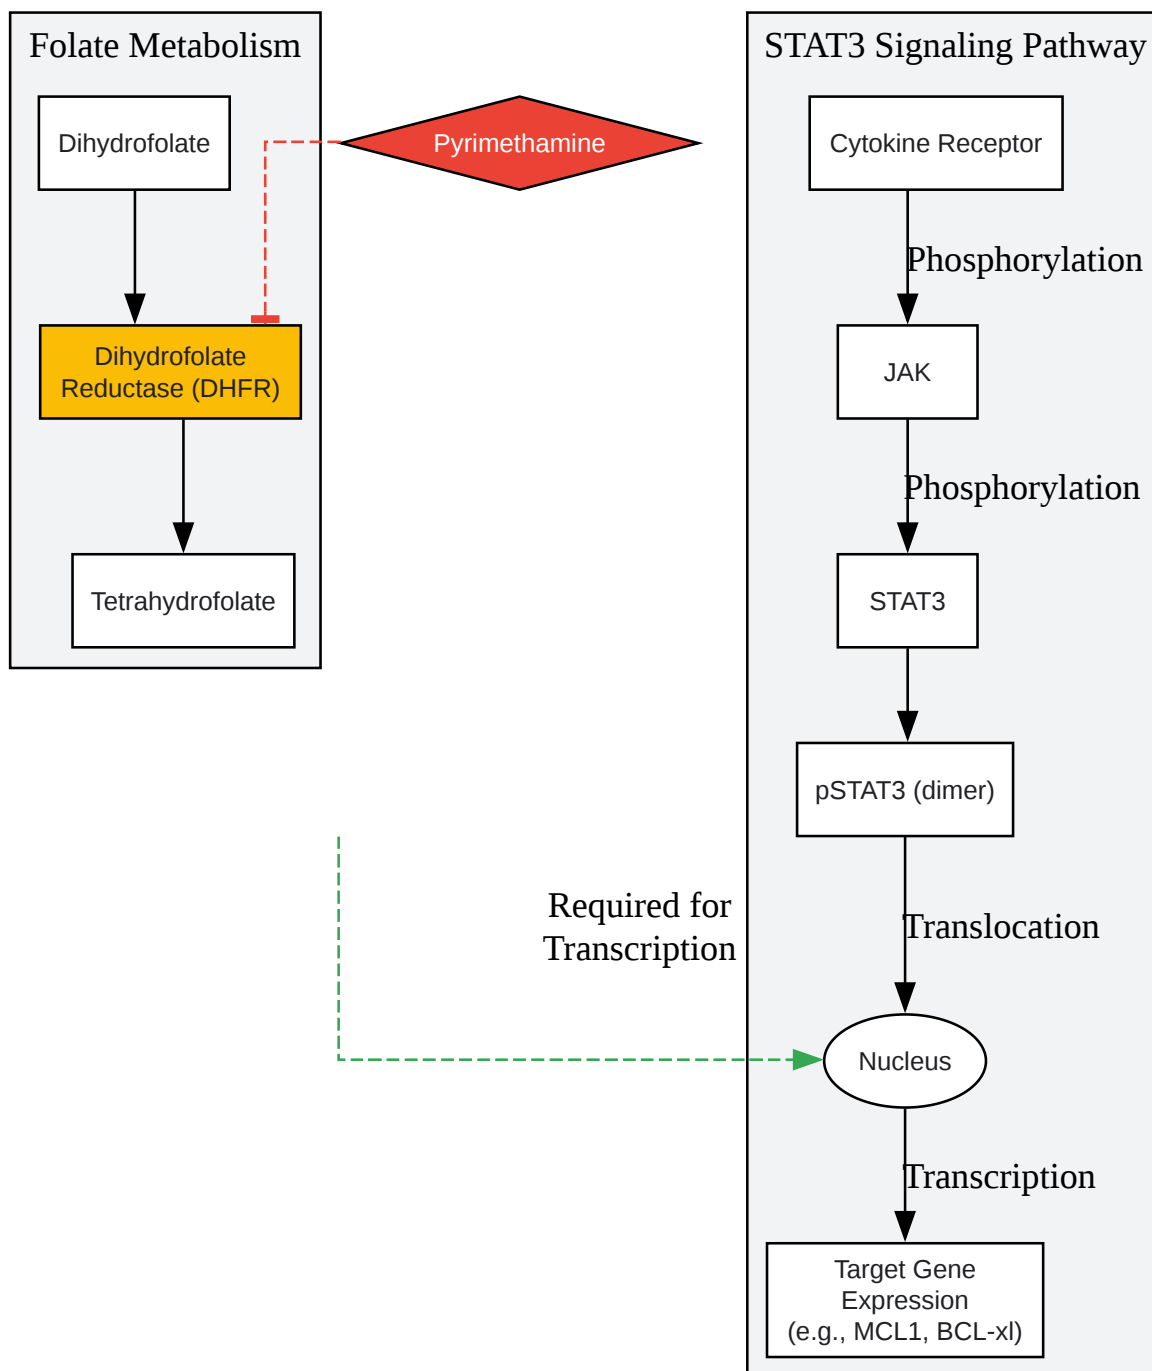 Folate Metabolism
Dihydrofolate
Dihydrofolate
Reductase (DHFR)
Tetrahydrofolate
Pyrimethamine
Required for
Transcription
STAT3 Signaling Pathway
Cytokine Receptor
Phosphorylation
JAK
Phosphorylation
STAT3
pSTAT3 (dimer)
Translocation
Nucleus
Transcription
Target Gene
Expression
(e.g., MCL1, BCL-xl)